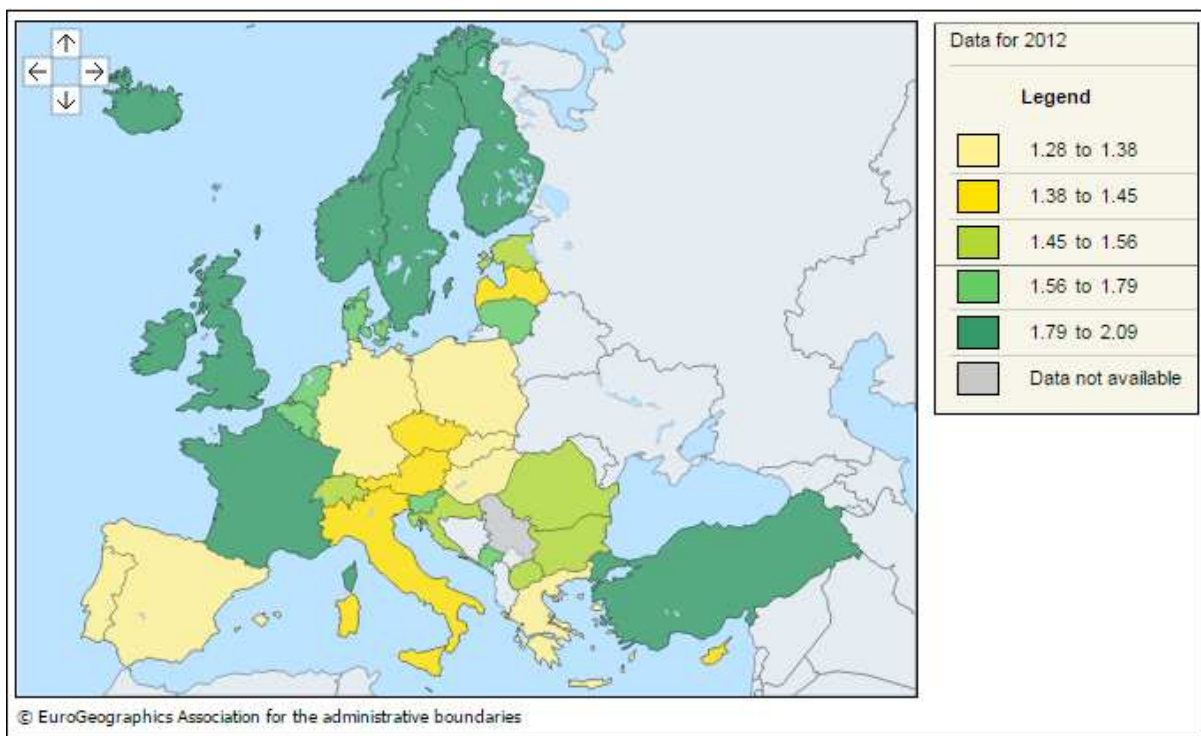 Data for 2012
Legend
1.28 to 1.38
1.38 to 1.45
1.45 to 1.56
1.56 to 1.79
1.79 to 2.09
Data not available
© EuroGeographics Association for the administrative boundaries